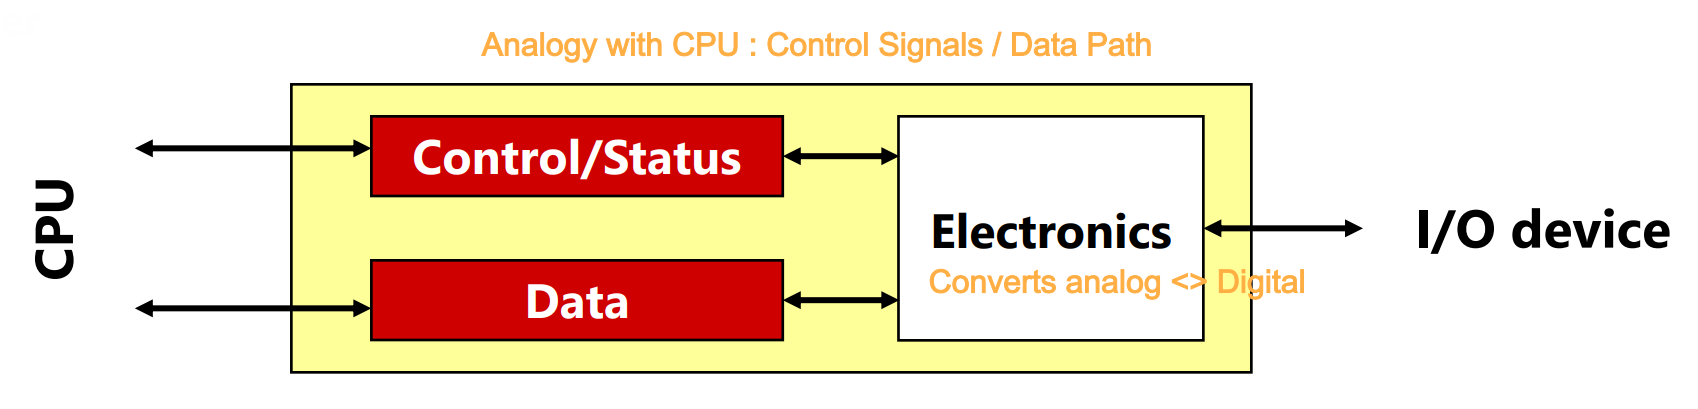 Analogy with CPU : Control Signals / Data Path
CPU
Control/Status
Data
Electronics
Converts analog <> Digital
I/O device